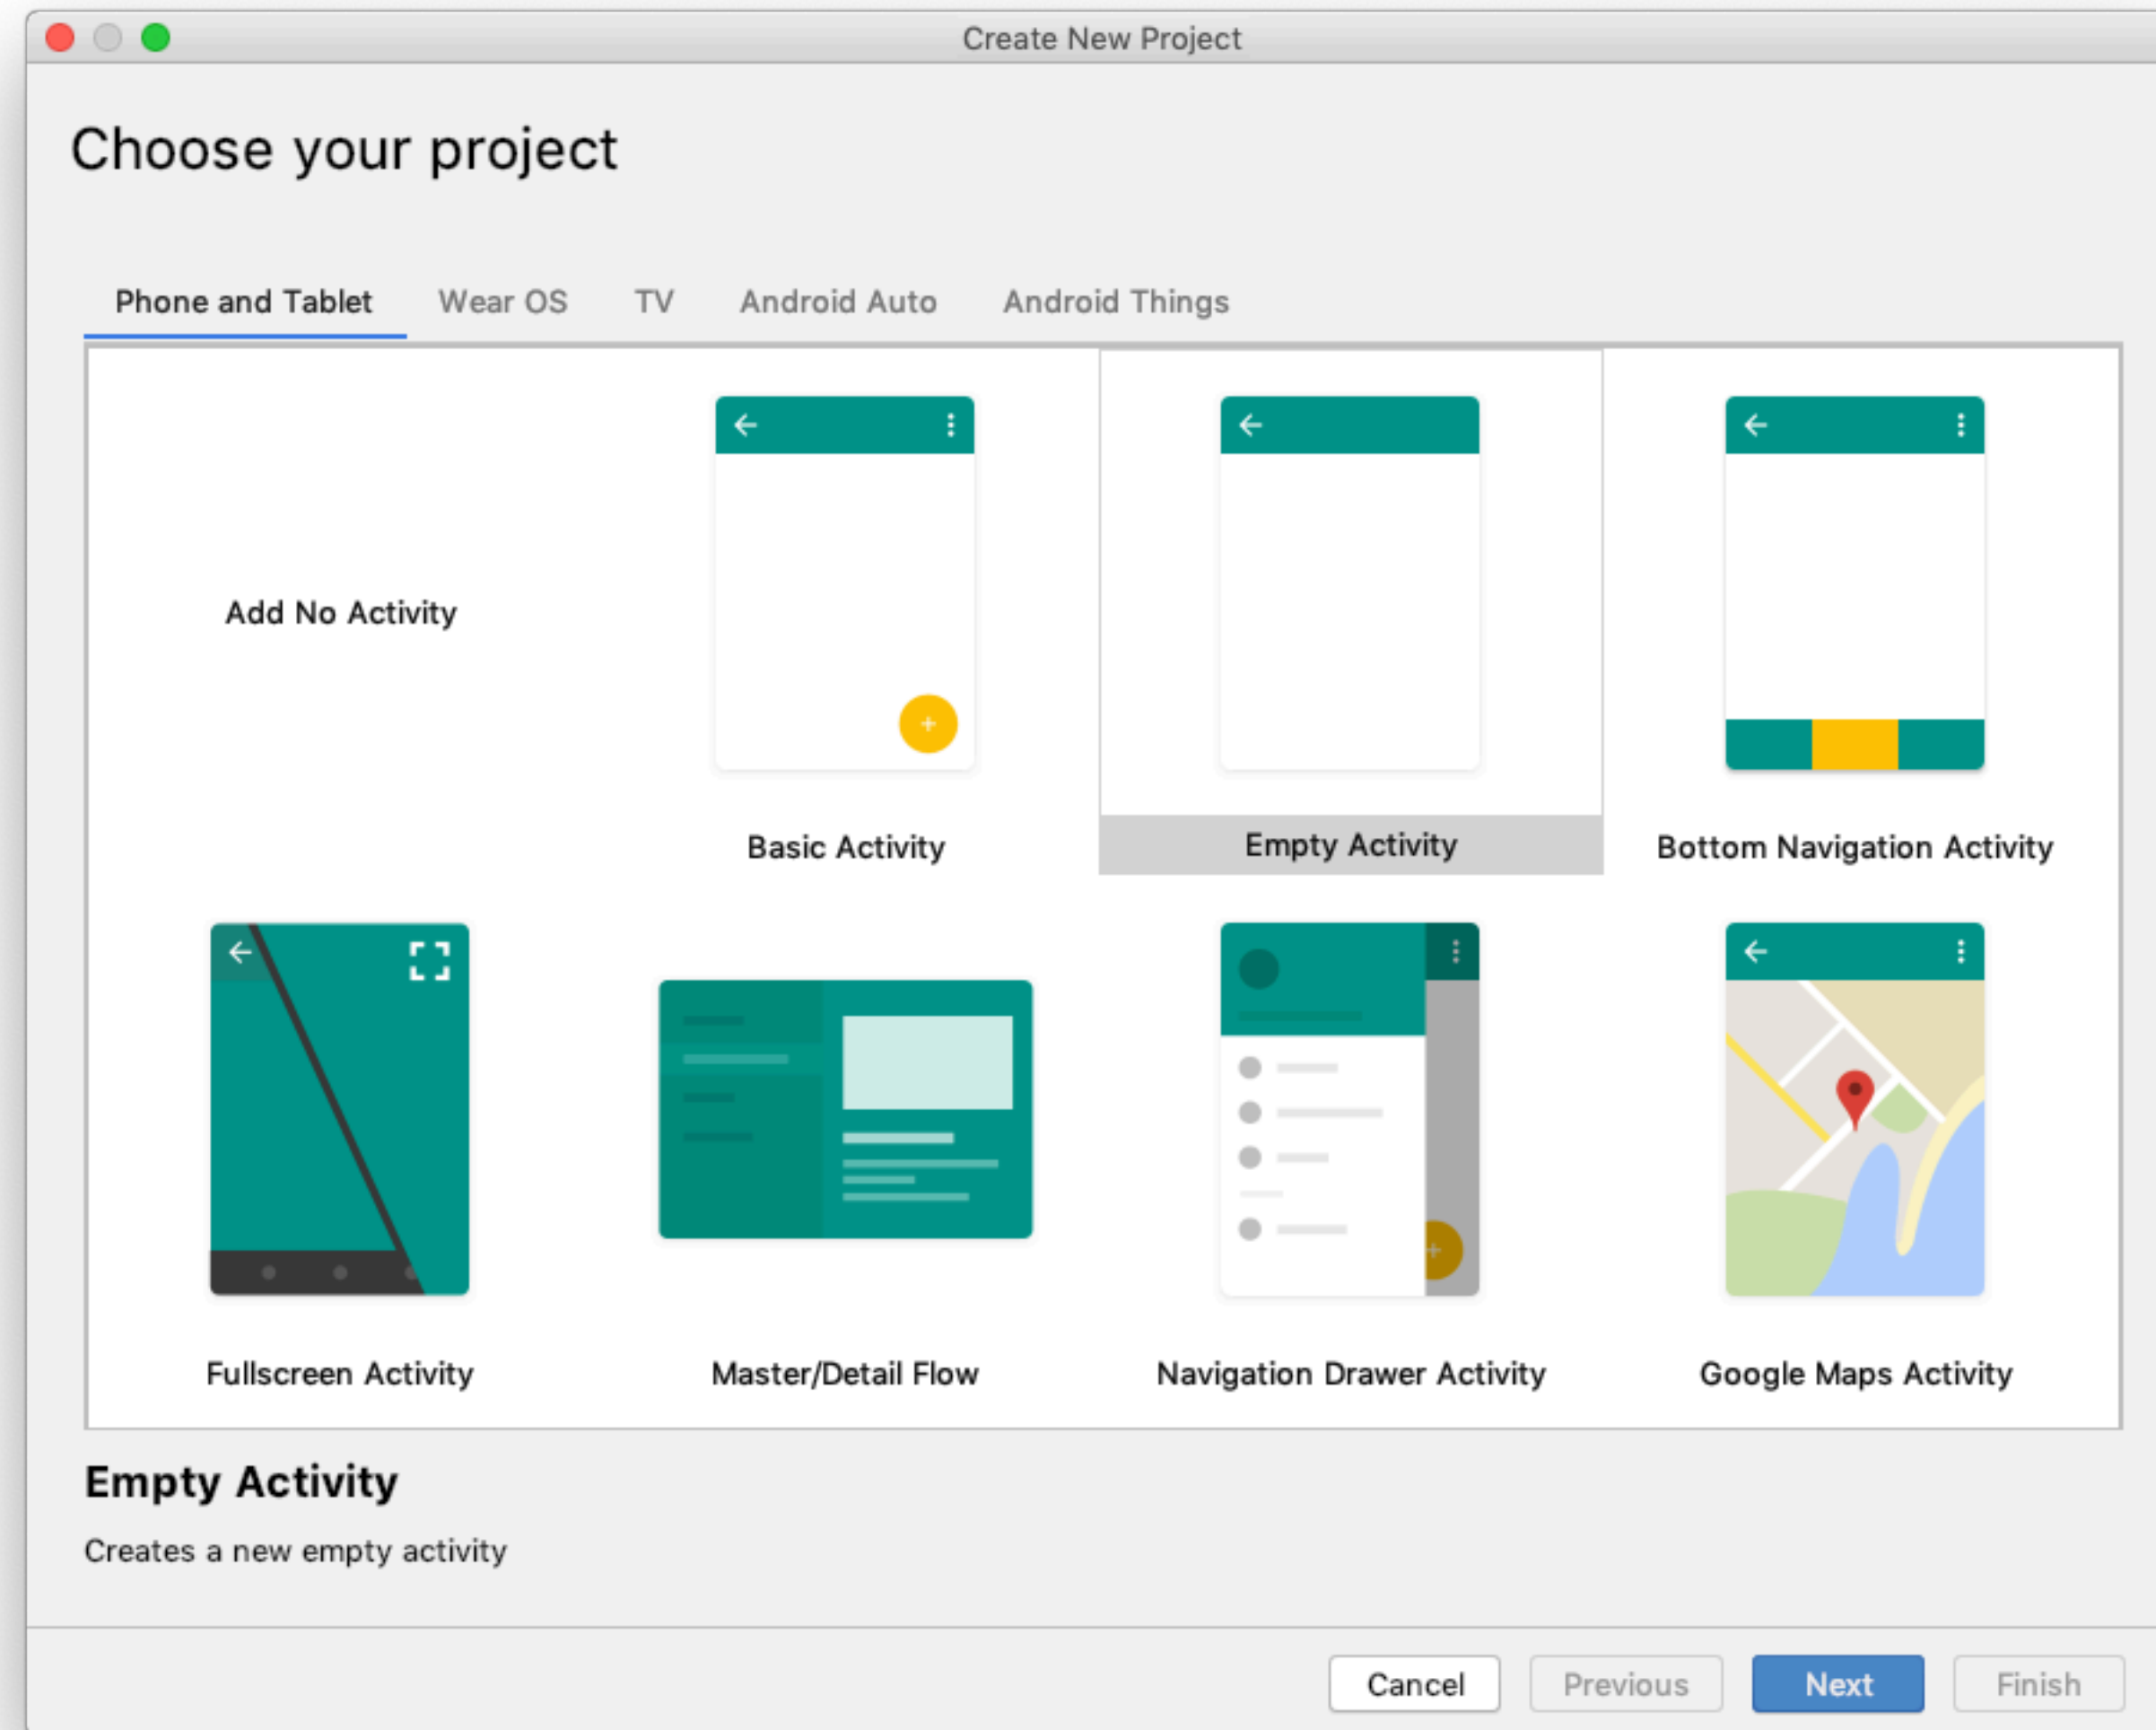 Create New Project
Choose your project
Phone and Tablet Wear OS TV Android Auto Android Things
Add No Activity
Basic Activity
Empty Activity
Bottom Navigation Activity
Fullscreen Activity
Master/Detail Flow
Navigation Drawer Activity
Google Maps Activity
Empty Activity
Creates a new empty activity
Cancel Previous Next Finish